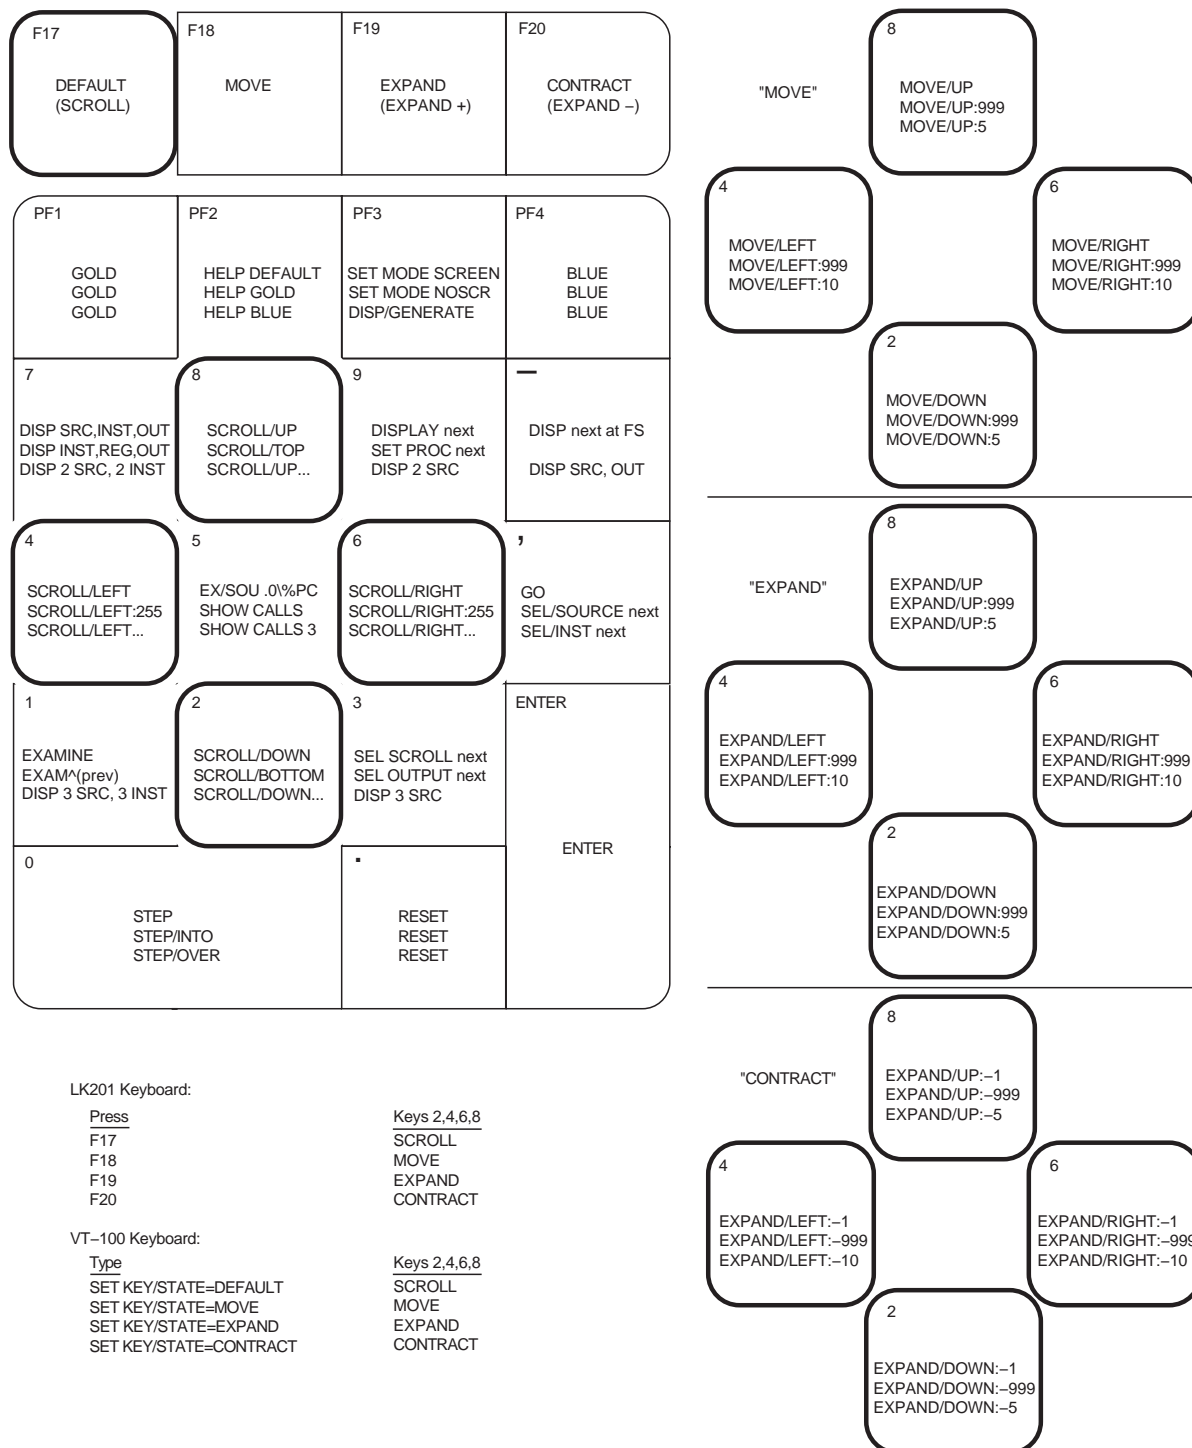 F17
DEFAULT
(SCROLL)
F18
MOVE
F19
EXPAND
(EXPAND +)
F20
CONTRACT
(EXPAND –)
PF1
GOLD
GOLD
GOLD
PF2
HELP DEFAULT
HELP GOLD
HELP BLUE
PF3
SET MODE SCREEN
SET MODE NOSCR
DISP/GENERATE
PF4
BLUE
BLUE
BLUE
7
DISP SRC,INST,OUT
DISP INST,REG,OUT
DISP 2 SRC, 2 INST
8
SCROLL/UP
SCROLL/TOP
SCROLL/UP...
9
DISPLAY next
SET PROC next
DISP 2 SRC
–
DISP next at FS
DISP SRC, OUT
4
SCROLL/LEFT
SCROLL/LEFT:255
SCROLL/LEFT...
5
EX/SOU .0\%PC
SHOW CALLS
SHOW CALLS 3
6
SCROLL/RIGHT
SCROLL/RIGHT:255
SCROLL/RIGHT...
,
GO
SEL/SOURCE next
SEL/INST next
1
EXAMINE
EXAM^(prev)
DISP 3 SRC, 3 INST
2
SCROLL/DOWN
SCROLL/BOTTOM
SCROLL/DOWN...
3
SEL SCROLL next
SEL OUTPUT next
DISP 3 SRC
ENTER
ENTER
0
STEP
STEP/INTO
STEP/OVER
.
RESET
RESET
RESET
LK201 Keyboard:
Press Keys 2,4,6,8
F17 SCROLL
F18 MOVE
F19 EXPAND
F20 CONTRACT
VT–100 Keyboard:
Type Keys 2,4,6,8
SET KEY/STATE=DEFAULT SCROLL
SET KEY/STATE=MOVE MOVE
SET KEY/STATE=EXPAND EXPAND
SET KEY/STATE=CONTRACT CONTRACT
"MOVE"
8
MOVE/UP
MOVE/UP:999
MOVE/UP:5
4
MOVE/LEFT
MOVE/LEFT:999
MOVE/LEFT:10
6
MOVE/RIGHT
MOVE/RIGHT:999
MOVE/RIGHT:10
2
MOVE/DOWN
MOVE/DOWN:999
MOVE/DOWN:5
"EXPAND"
8
EXPAND/UP
EXPAND/UP:999
EXPAND/UP:5
4
EXPAND/LEFT
EXPAND/LEFT:999
EXPAND/LEFT:10
6
EXPAND/RIGHT
EXPAND/RIGHT:999
EXPAND/RIGHT:10
2
EXPAND/DOWN
EXPAND/DOWN:999
EXPAND/DOWN:5
"CONTRACT"
8
EXPAND/UP:–1
EXPAND/UP:–999
EXPAND/UP:–5
4
EXPAND/LEFT:–1
EXPAND/LEFT:–999
EXPAND/LEFT:–10
6
EXPAND/RIGHT:–1
EXPAND/RIGHT:–999
EXPAND/RIGHT:–10
2
EXPAND/DOWN:–1
EXPAND/DOWN:–999
EXPAND/DOWN:–5